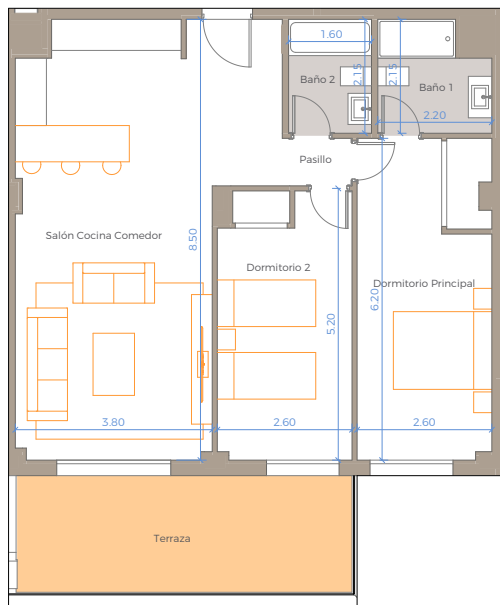 1.60
2.15
2.15
Baño 2
Baño 1
2.20
Pasillo
Salón Cocina Comedor
8.50
Dormitorio 2
Dormitorio Principal
6.20
5.20
3.80
2.60
2.60
Terraza